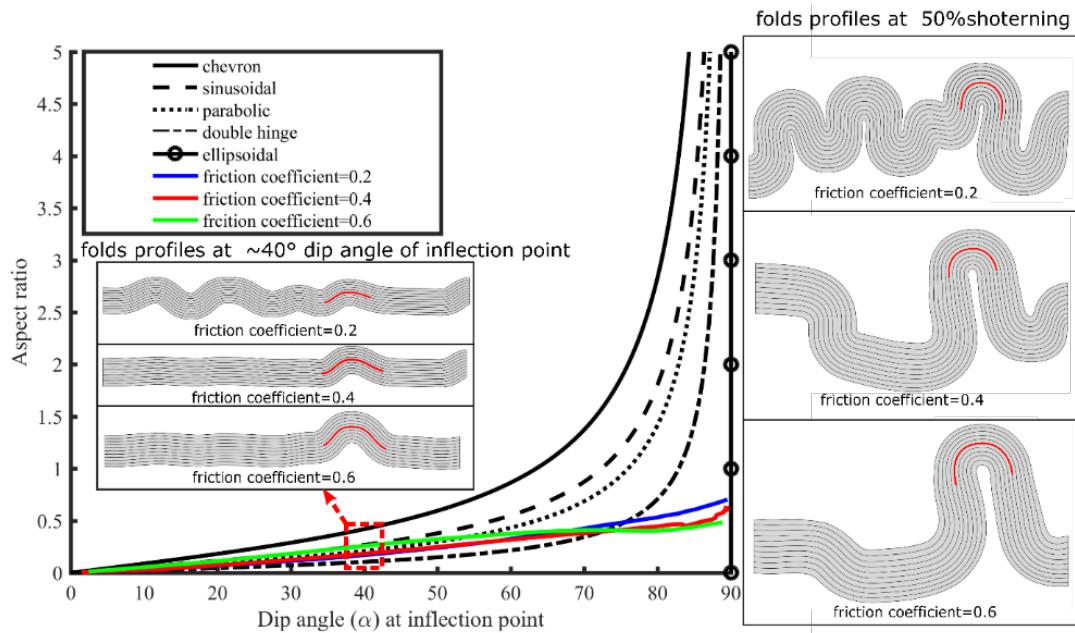 folds profiles at 50%shoterning
5
4.5
4
3.5
3
2.5
2
1.5
1
0.5
0
Aspect ratio
chevron
sinusoidal
parabolic
double hinge
ellipsoidal
friction coefficient=0.2
friction coefficient=0.4
frcition coefficient=0.6
folds profiles at ~40° dip angle of inflection point
friction coefficient=0.2
friction coefficient=0.4
friction coefficient=0.6
0 10 20 30 40 50 60 70 80 90
Dip angle (α) at inflection point
friction coefficient=0.2
friction coefficient=0.4
friction coefficient=0.6